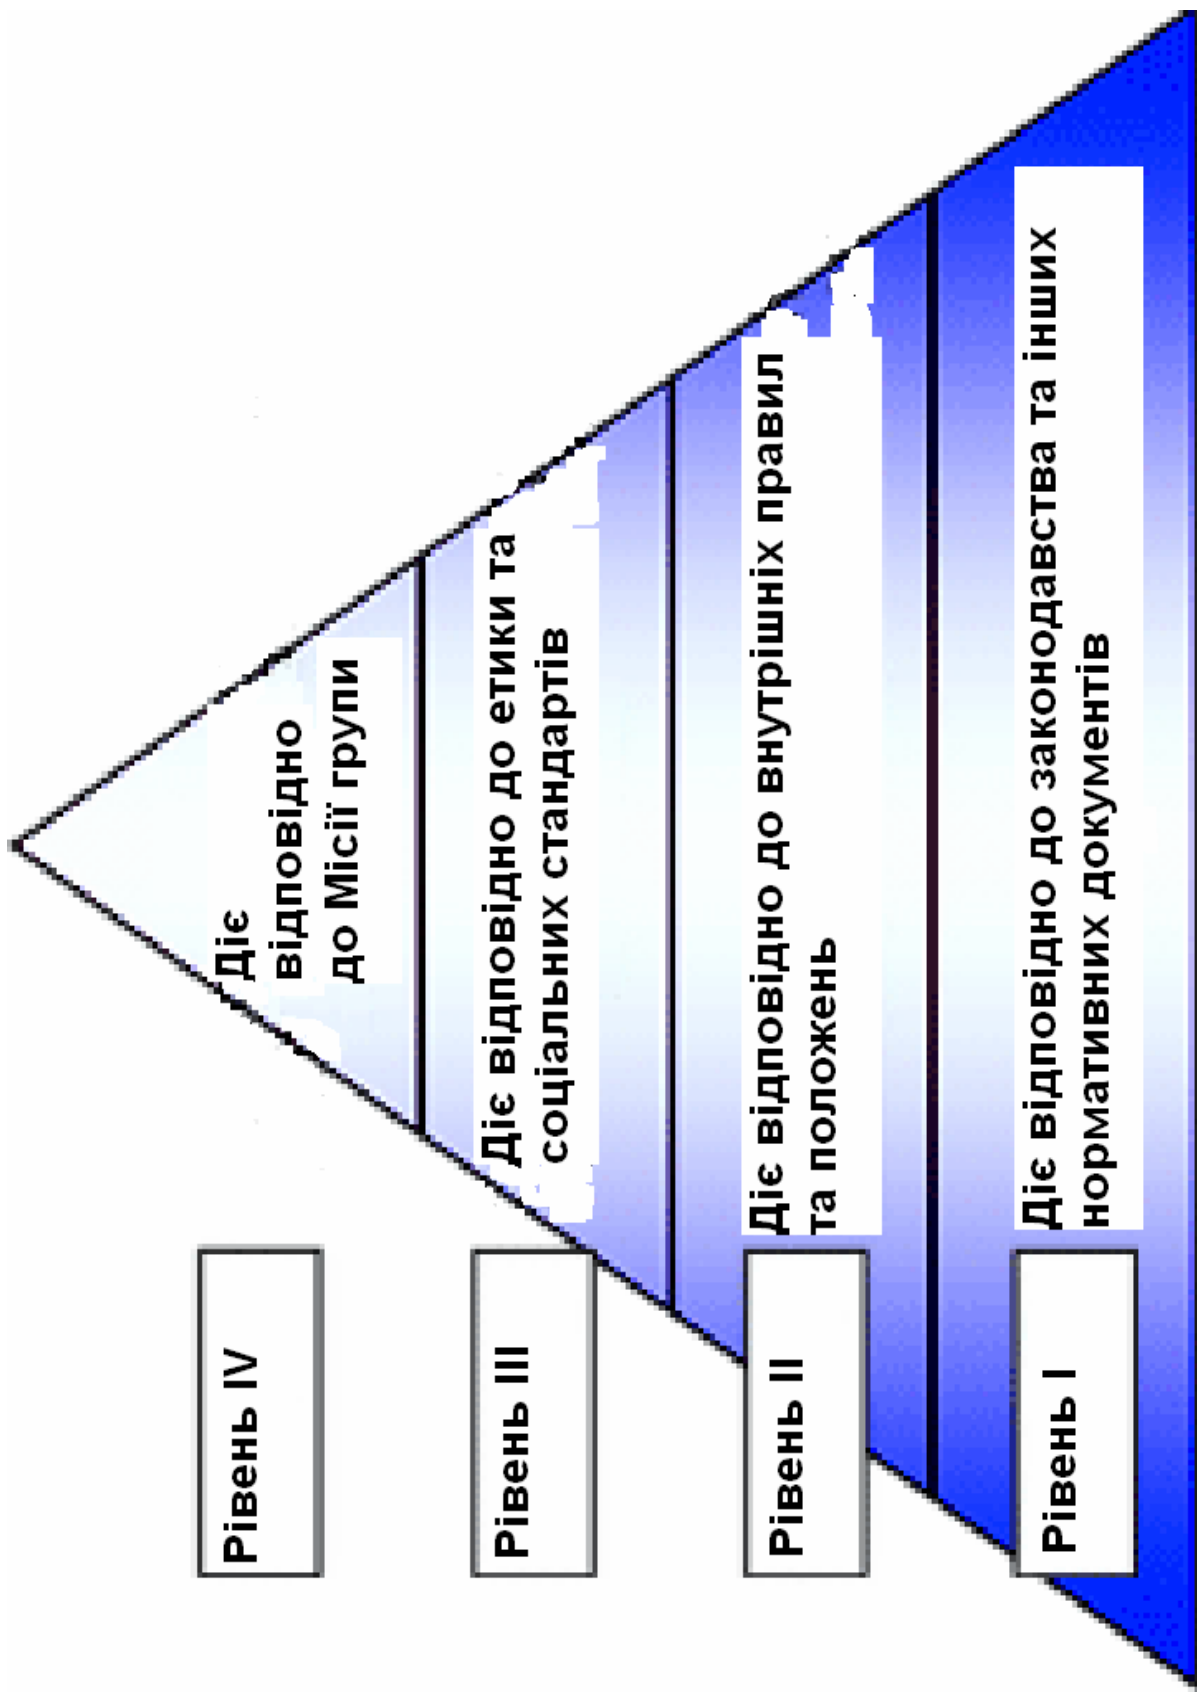 Рівень IV
Діє
відповідно
до Місії групи
Рівень III
Діє відповідно до етики та
соціальних стандартів
Рівень II
Діє відповідно до внутрішніх правил
та положень
Рівень I
Діє відповідно до законодавства та інших
нормативних документів